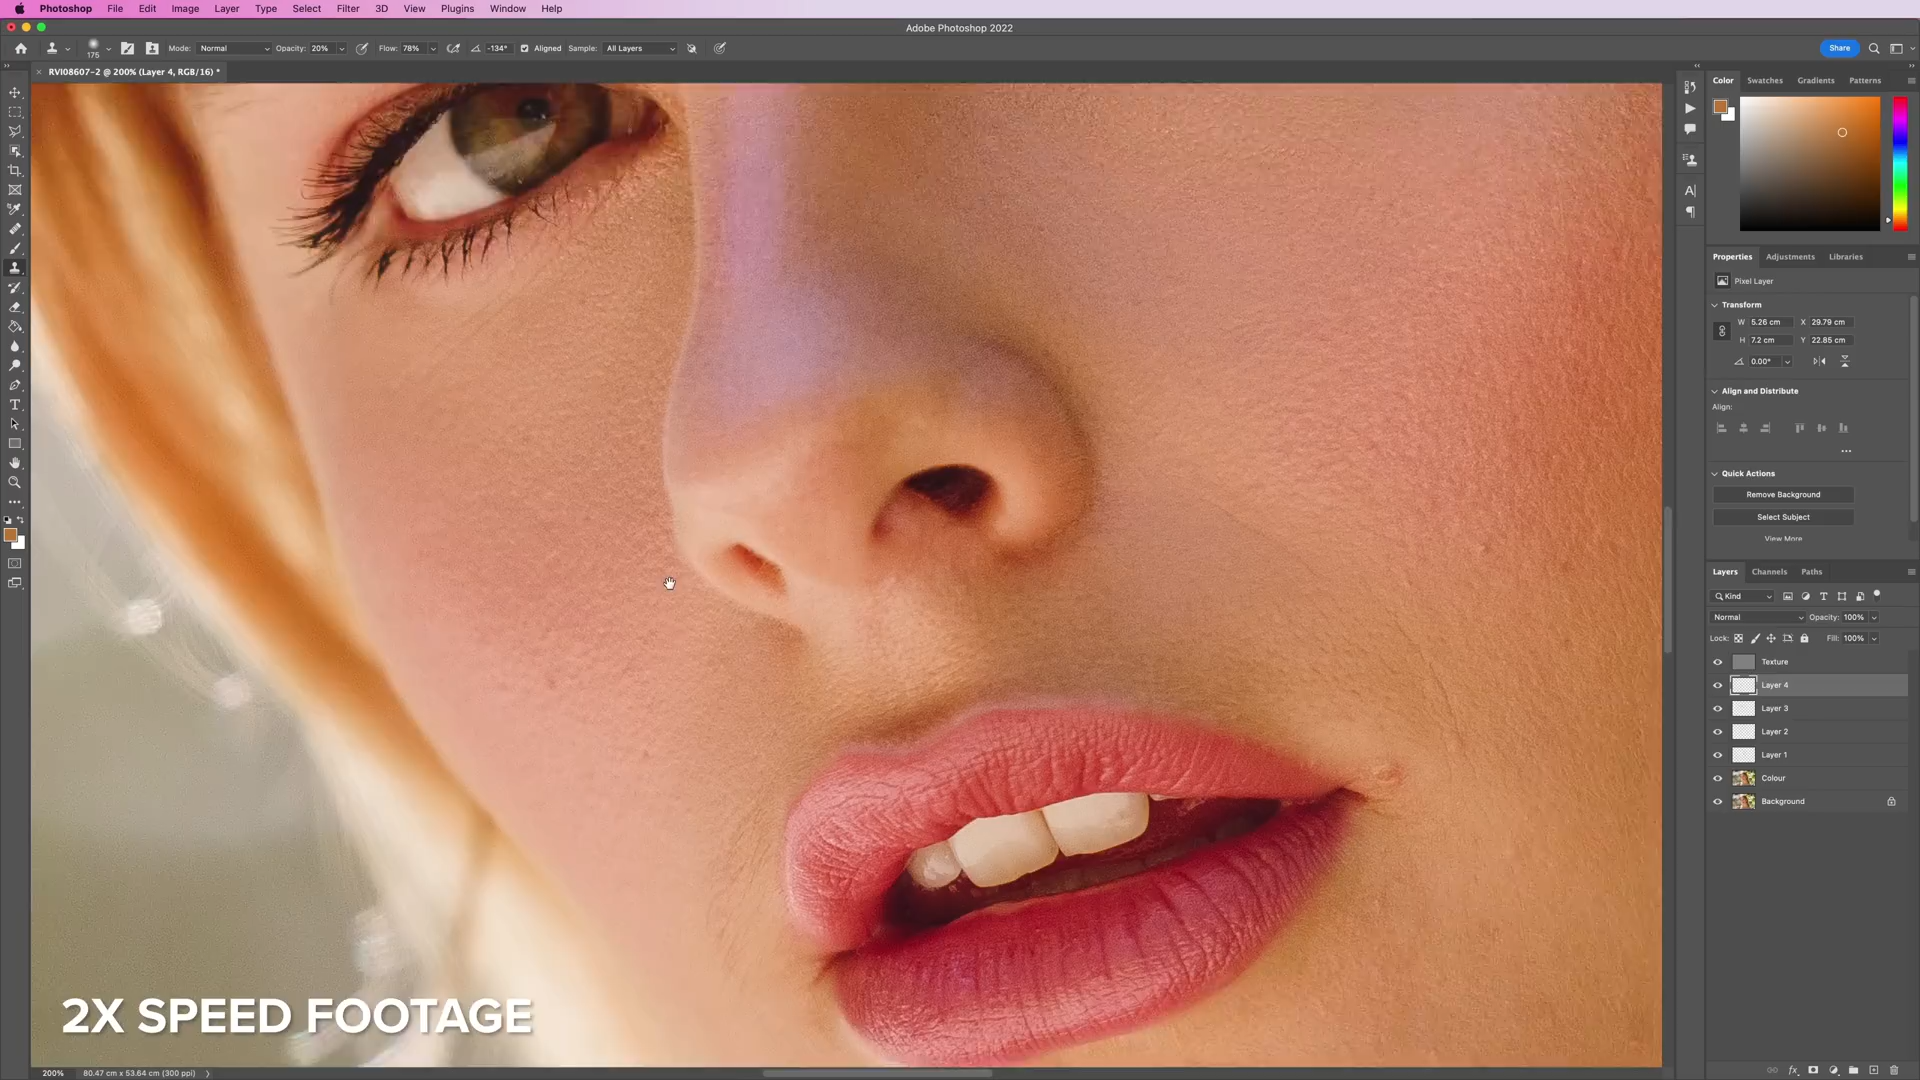 Photoshop File Edit Image Layer Type Select Filter 3D View Plugins Window Help
Adobe Photoshop 2022
175 Mode: Normal Opacity: 20% Flow: 78% -134° Aligned Sample: All Layers Share
RVI08607-2 @ 200% (Layer 4, RGB/16) *
Color Swatches Gradients Patterns
Properties Adjustments Libraries
Pixel Layer
Transform
W 5.26 cm X 29.79 cm
H 7.2 cm Y 22.85 cm
0.00°
Align and Distribute
Align:
Quick Actions
Remove Background
Select Subject
View More
Layers Channels Paths
Kind
Normal Opacity: 100%
Lock: Fill: 100%
Texture
Layer 4
Layer 3
Layer 2
Layer 1
Colour
Background
2X SPEED FOOTAGE
200% 80.47 cm x 53.64 cm (300 ppi)